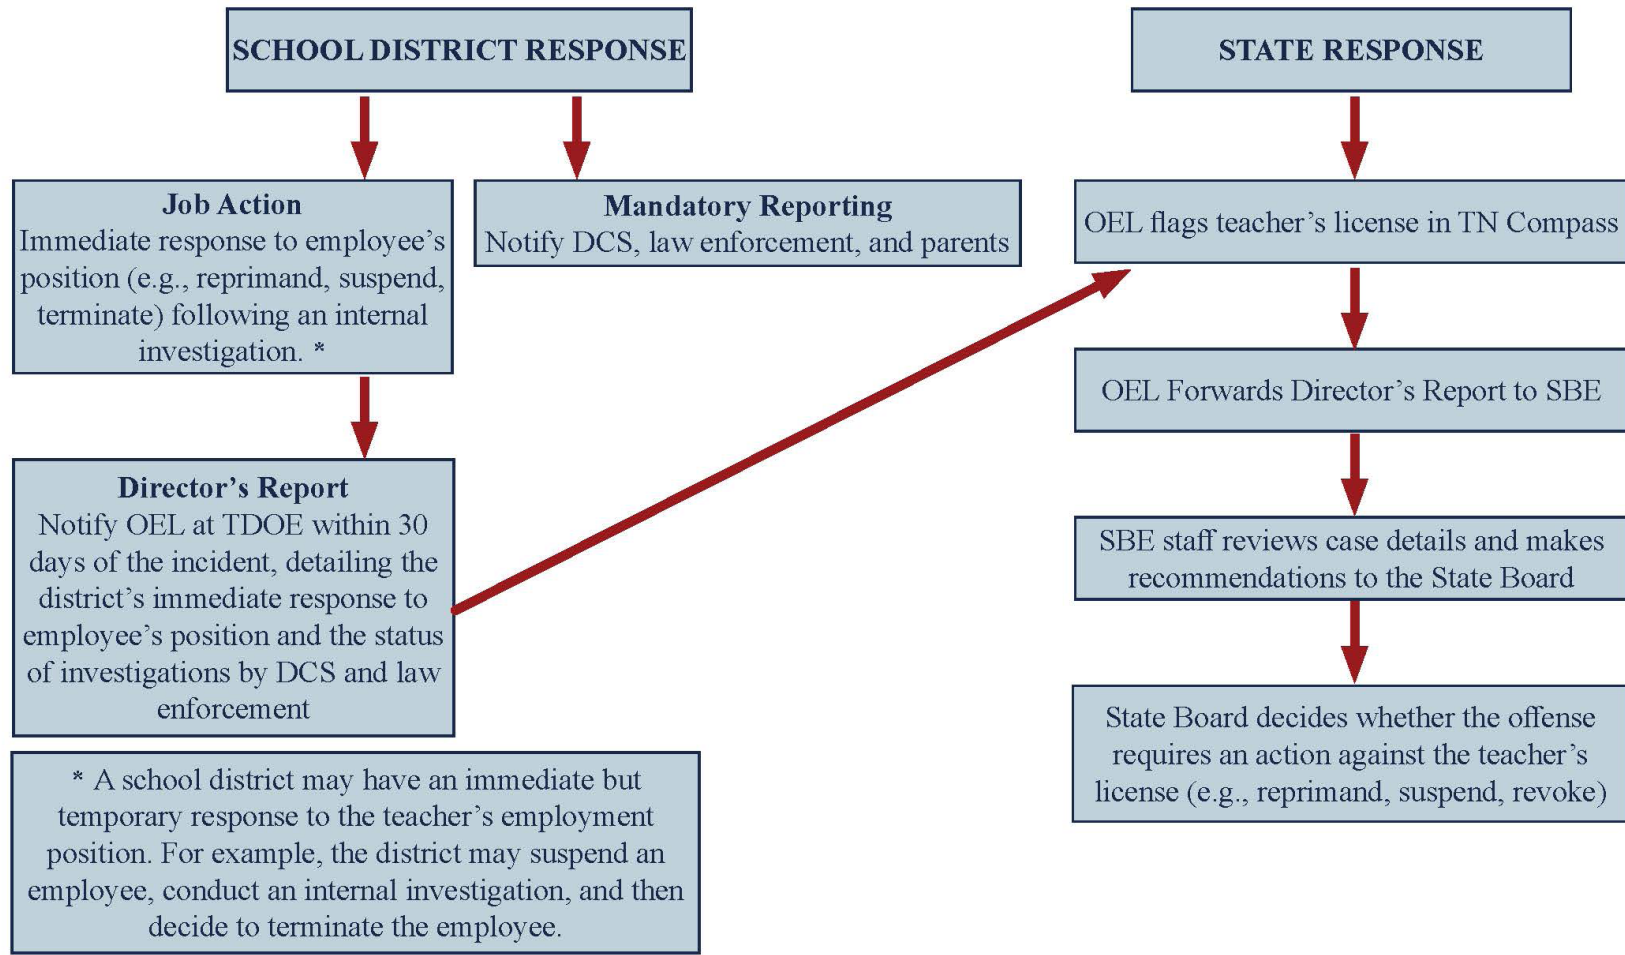 SCHOOL DISTRICT RESPONSE
Job Action
Immediate response to employee's
position (e.g., reprimand, suspend,
terminate) following an internal
investigation. *
Mandatory Reporting
Notify DCS, law enforcement, and parents
Director's Report
Notify OEL at TDOE within 30
days of the incident, detailing the
district's immediate response to
employee's position and the status
of investigations by DCS and law
enforcement
* A school district may have an immediate but
temporary response to the teacher's employment
position. For example, the district may suspend an
employee, conduct an internal investigation, and then
decide to terminate the employee.
STATE RESPONSE
OEL flags teacher's license in TN Compass
OEL Forwards Director's Report to SBE
SBE staff reviews case details and makes
recommendations to the State Board
State Board decides whether the offense
requires an action against the teacher's
license (e.g., reprimand, suspend, revoke)